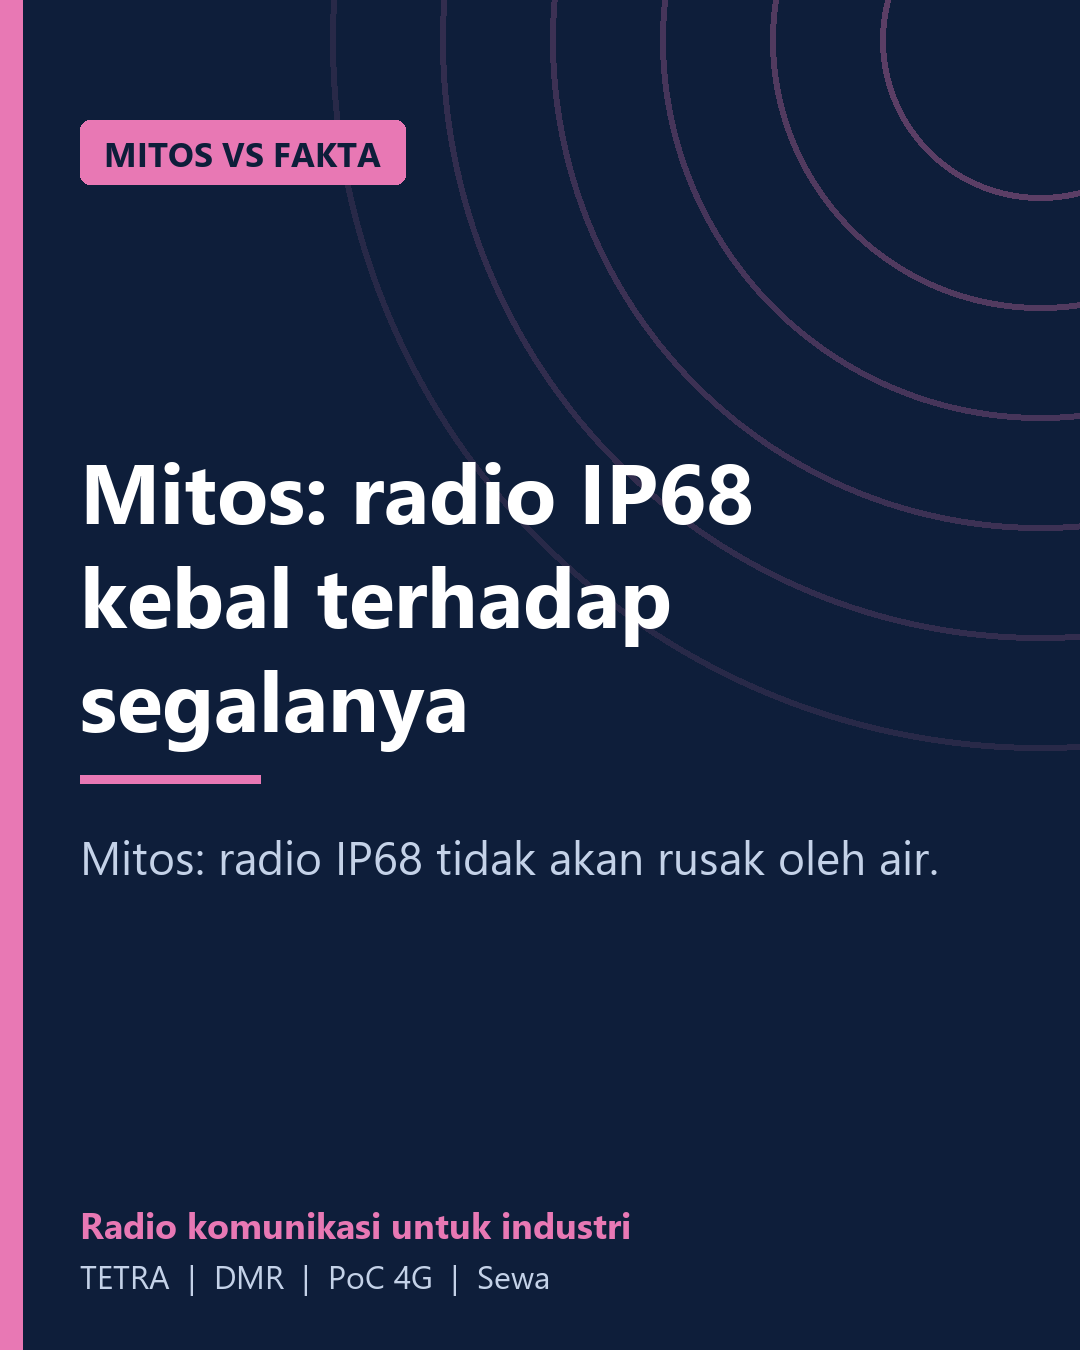 MITOS VS FAKTA
Mitos: radio IP68
kebal terhadap
segalanya
Mitos: radio IP68 tidak akan rusak oleh air.
Radio komunikasi untuk industri
TETRA | DMR | PoC 4G | Sewa